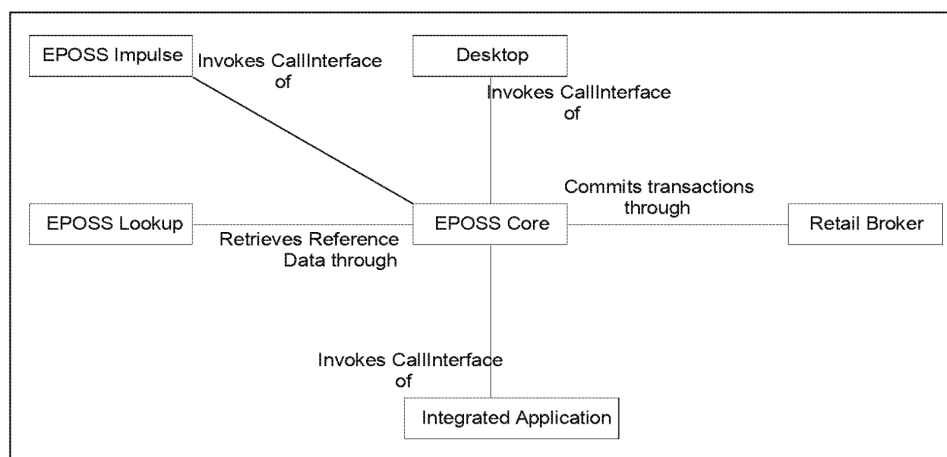 EPOSS Impulse
Invokes CallInterface
of
Desktop
Invokes CallInterface
of
Commits transactions
through
EPOSS Lookup
Retrieves Reference
Data through
EPOSS Core
Retail Broker
Invokes CallInterface
of
Integrated Application